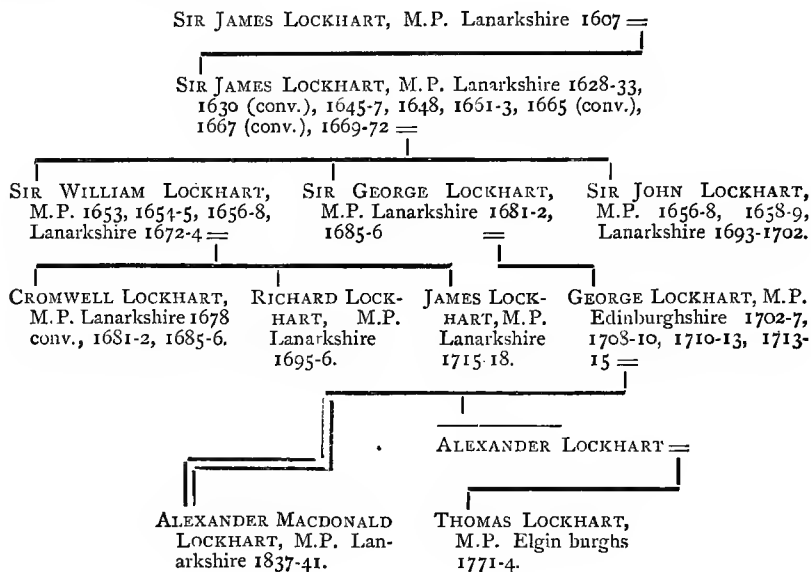 SIR JAMES LOCKHART, M.P. Lanarkshire 1607
SIR JAMES LOCKHART, M.P. Lanarkshire 1628-33,
1630 (conv.), 1645-7, 1648, 1661-3, 1665 (conv.),
1667 (conv.), 1669-72
SIR WILLIAM LOCKHART,
M.P. 1653, 1654-5, 1656-8,
Lanarkshire 1672-4
SIR GEORGE LOCKHART,
M.P. Lanarkshire 1681-2,
1685-6
SIR JOHN LOCKHART,
M.P. 1656-8, 1658-9,
Lanarkshire 1693-1702.
CROMWELL LOCKHART,
M.P. Lanarkshire 1678
conv., 1681-2, 1685-6.
RICHARD LOCK-
HART, M.P.
Lanarkshire
1695-6.
JAMES LOCK-
HART, M.P.
Lanarkshire
1715-18.
GEORGE LOCKHART, M.P.
Edinburghshire 1702-7,
1708-10, 1710-13, 1713-
15
ALEXANDER LOCKHART
ALEXANDER MACDONALD
LOCKHART, M.P. Lan-
arkshire 1837-41.
THOMAS LOCKHART,
M.P. Elgin burghs
1771-4.